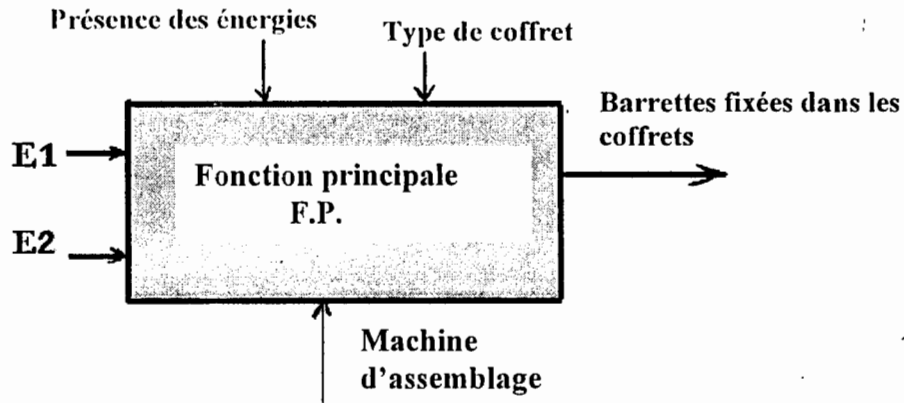 Présence des énergies
Type de coffret
Barrettes fixées dans les
coffrets
E1
Fonction principale
F.P.
E2
Machine
d'assemblage